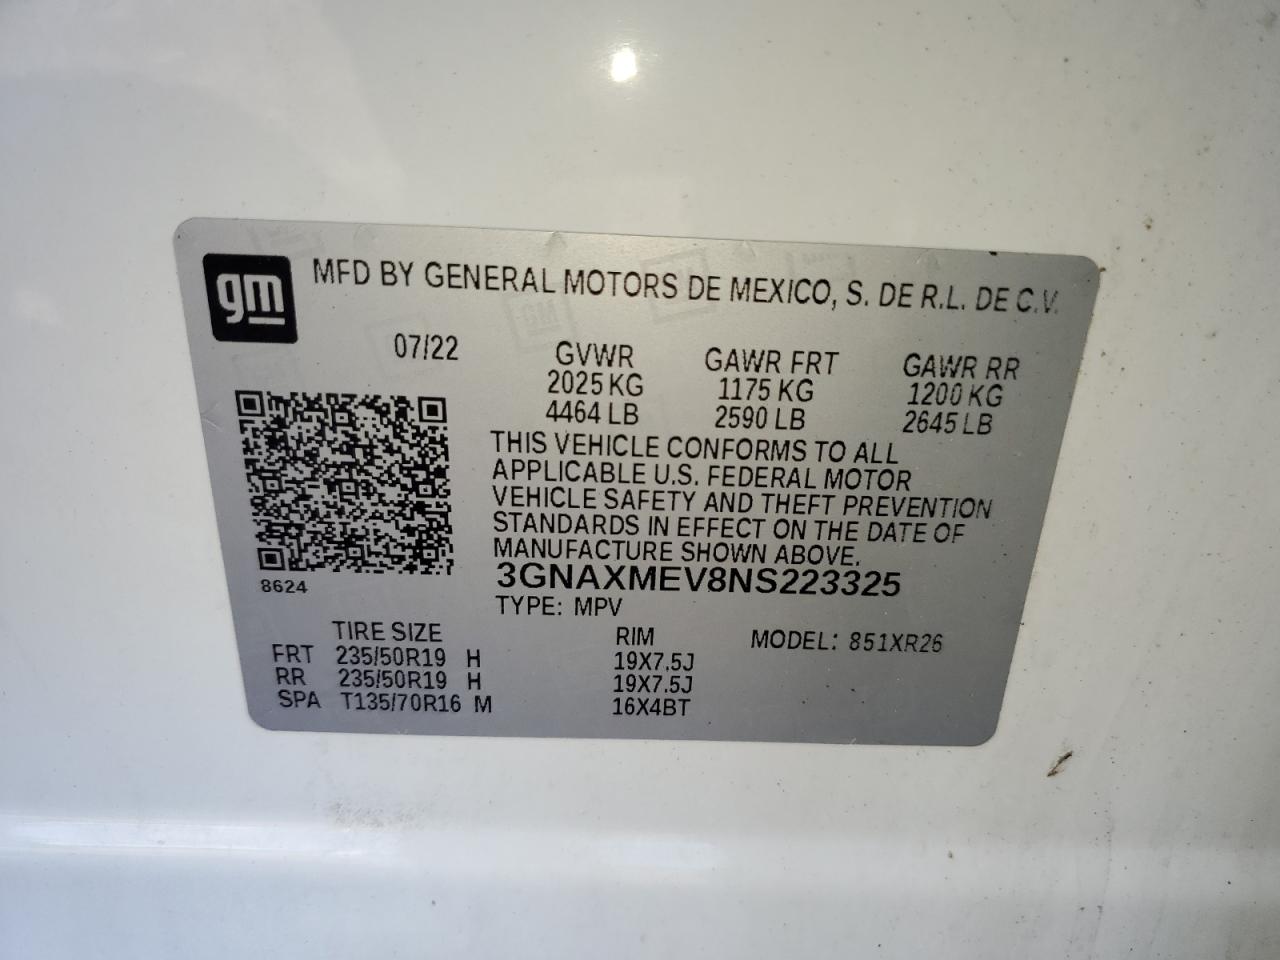 gm MFD BY GENERAL MOTORS DE MEXICO, S. DE R.L. DE C.V.
07/22 GVWR GAWR FRT GAWR RR
2025 KG 1175 KG 1200 KG
4464 LB 2590 LB 2645 LB
THIS VEHICLE CONFORMS TO ALL
APPLICABLE U.S. FEDERAL MOTOR
VEHICLE SAFETY AND THEFT PREVENTION
STANDARDS IN EFFECT ON THE DATE OF
MANUFACTURE SHOWN ABOVE.
8624 3GNAXMEV8NS223325
TYPE: MPV
TIRE SIZE RIM MODEL: 851XR26
FRT 235/50R19 H 19X7.5J
RR 235/50R19 H 19X7.5J
SPA T135/70R16 M 16X4BT